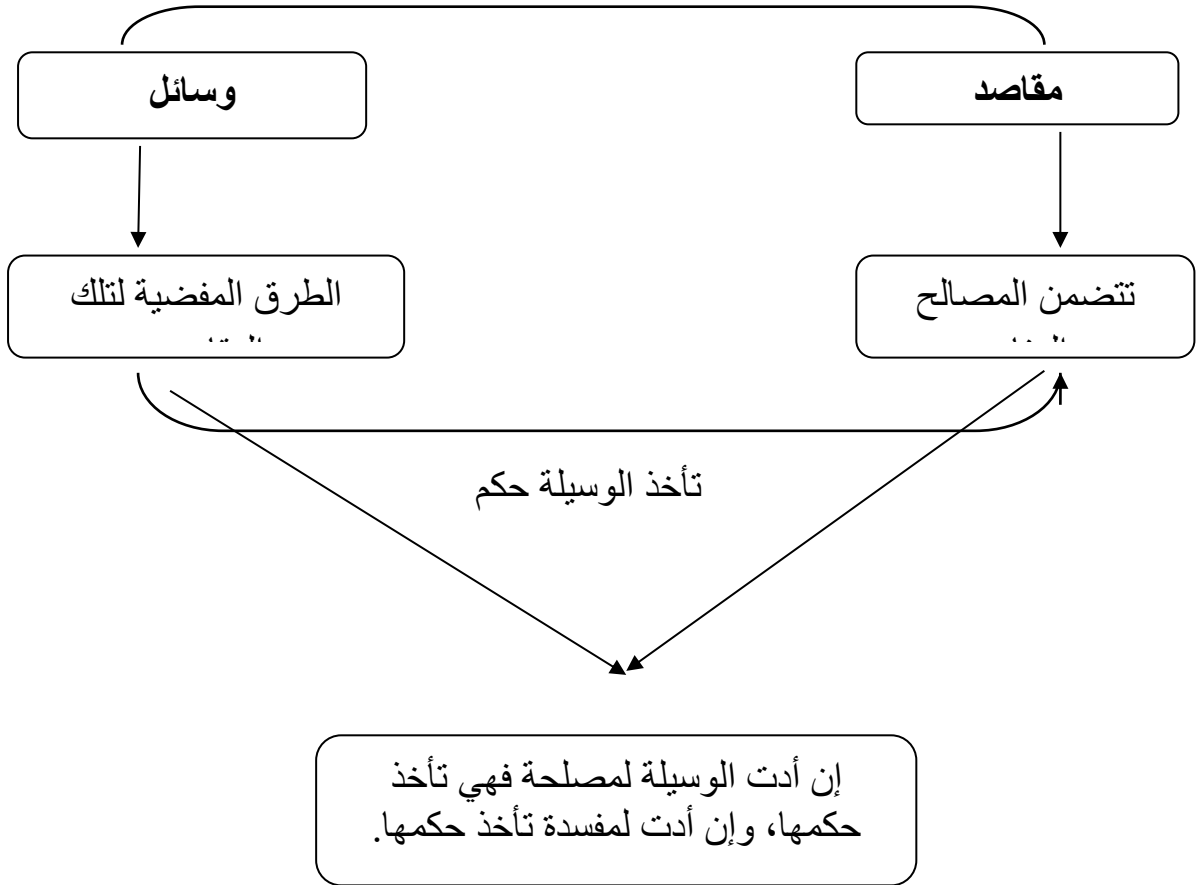 مقاصد
وسائل
تتضمن المصالح
الطرق المفضية لتلك
تأخذ الوسيلة حكم
إن أدت الوسيلة لمصلحة فهي تأخذ
حكمها، وإن أدت لمفسدة تأخذ حكمها.